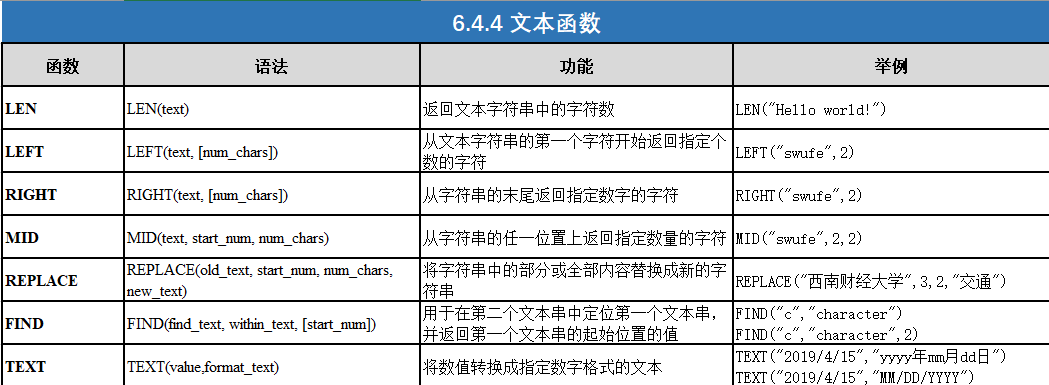 6.4.4 文本函数
函数 语法 功能 举例
LEN LEN(text) 返回文本字符串中的字符数 LEN("Hello world!")
LEFT LEFT(text, [num_chars]) 从文本字符串的第一个字符开始返回指定个
数的字符 LEFT("swufe",2)
RIGHT RIGHT(text, [num_chars]) 从字符串的末尾返回指定数字的字符 RIGHT("swufe",2)
MID MID(text, start_num, num_chars) 从字符串的任一位置上返回指定数量的字符 MID("swufe",2,2)
REPLACE REPLACE(old_text, start_num, num_chars,
new_text) 将字符串中的部分或全部内容替换成新的字
符串 REPLACE("西南财经大学",3,2,"交通")
FIND FIND(find_text, within_text, [start_num]) 用于在第二个文本串中定位第一个文本串,
并返回第一个文本串的起始位置的值 FIND("c","character")
FIND("c","character",2)
TEXT TEXT(value,format_text) 将数值转换成指定数字格式的文本 TEXT("2019/4/15","yyyy年mm月dd日")
TEXT("2019/4/15","MM/DD/YYYY")